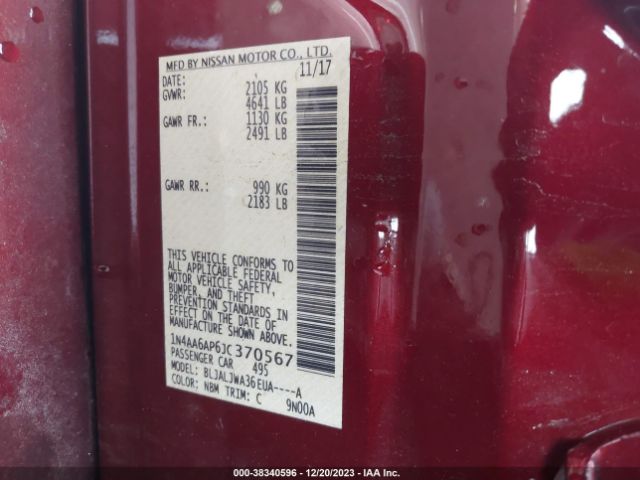 MFD BY NISSAN MOTOR CO., LTD.
DATE: 11/17
GVWR: 2105 KG
4641 LB
GAWR FR.: 1130 KG
2491 LB
GAWR RR.: 990 KG
2183 LB
THIS VEHICLE CONFORMS TO
ALL APPLICABLE FEDERAL
MOTOR VEHICLE SAFETY,
BUMPER, AND THEFT
PREVENTION STANDARDS IN
EFFECT ON THE DATE OF
MANUFACTURE SHOWN ABOVE.
1N4AA6AP6JC370567
PASSENGER CAR 495
MODEL: BLJALJWA36EUA----A
COLOR: NBM TRIM: C 9N00A
000-38340596 - 12/20/2023 - IAA Inc.